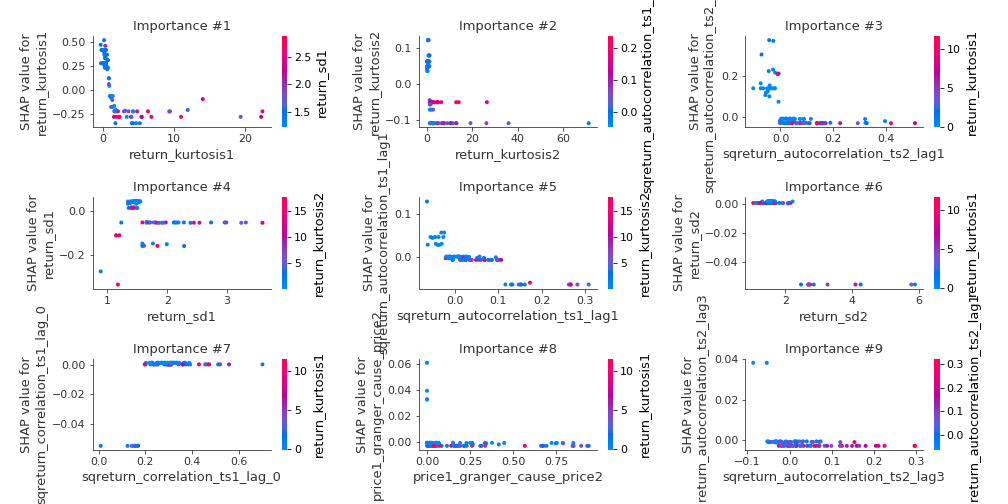 Importance #1
SHAP value for
return_kurtosis1
0.50
0.25
0.00
−0.25
0
10
20
return_kurtosis1
2.5
2.0
1.5
return_sd1
Importance #2
SHAP value for
return_kurtosis2
0.1
0.0
−0.1
0
20
40
60
return_kurtosis2
0.2
0.1
0.0
sqreturn_autocorrelation_ts1_
Importance #3
SHAP value for
sqreturn_autocorrelation_ts2_
0.2
0.0
0.0
0.2
0.4
sqreturn_autocorrelation_ts2_lag1
10
5
0
return_kurtosis1
Importance #4
SHAP value for
return_sd1
0.0
−0.2
1
2
3
return_sd1
15
10
5
return_kurtosis2
Importance #5
SHAP value for
sqreturn_autocorrelation_ts1_lag1
0.1
0.0
0.0
0.1
0.2
0.3
sqreturn_autocorrelation_ts1_lag1
15
10
5
return_kurtosis2
Importance #6
SHAP value for
return_sd2
0.00
−0.02
−0.04
2
4
6
return_sd2
10
5
0
return_kurtosis1
Importance #7
SHAP value for
sqreturn_correlation_ts1_lag_0
0.00
−0.02
−0.04
0.0
0.2
0.4
0.6
sqreturn_correlation_ts1_lag_0
10
5
0
return_kurtosis1
Importance #8
SHAP value for
price1_granger_cause_price2
0.06
0.04
0.02
0.00
0.00
0.25
0.50
0.75
price1_granger_cause_price2
10
5
0
return_kurtosis1
Importance #9
SHAP value for
sqreturn_autocorrelation_ts2_lag3
0.04
0.02
0.00
−0.1
0.0
0.1
0.2
0.3
sqreturn_autocorrelation_ts2_lag3
0.3
0.2
0.1
0.0
return_autocorrelation_ts2_lag1